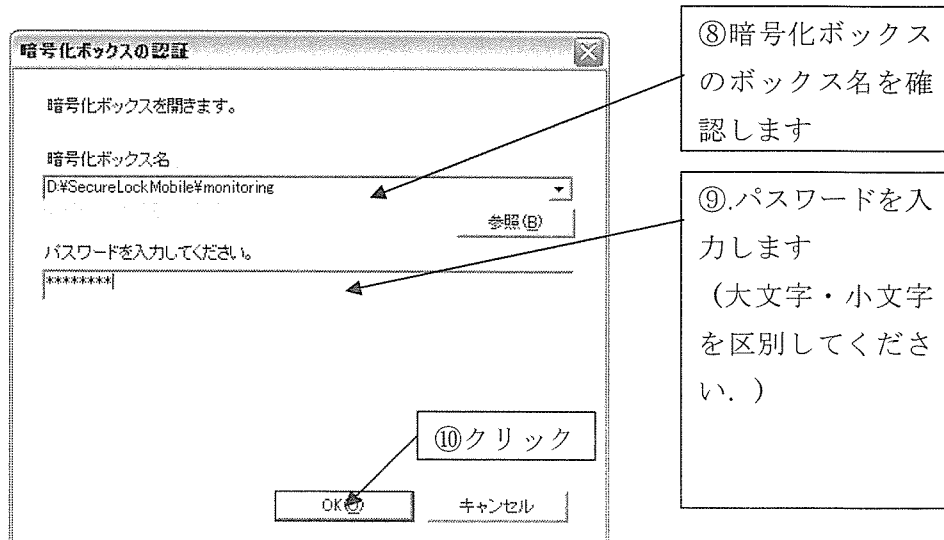 暗号化ボックスの認証
暗号化ボックスを開きます。
暗号化ボックス名
D:¥SecureLockMobile¥monitoring
参照(B)
パスワードを入力してください。
********
OK(O)
キャンセル
⑧暗号化ボックス
のボックス名を確
認します
⑨.パスワードを入
力します
(大文字・小文字
を区別してくださ
い.)
⑩クリック